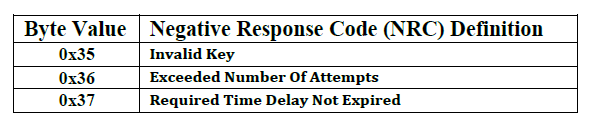 Byte Value Negative Response Code (NRC) Definition
0x35 Invalid Key
0x36 Exceeded Number Of Attempts
0x37 Required Time Delay Not Expired